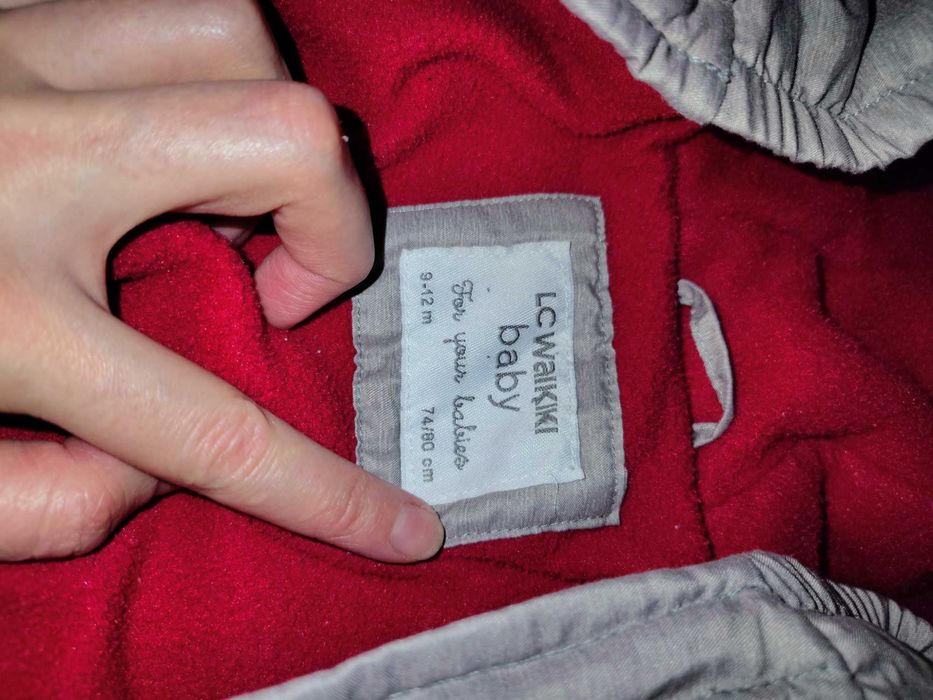 LC WAIKIKI
baby
For your babies
9-12 m 74/80 cm